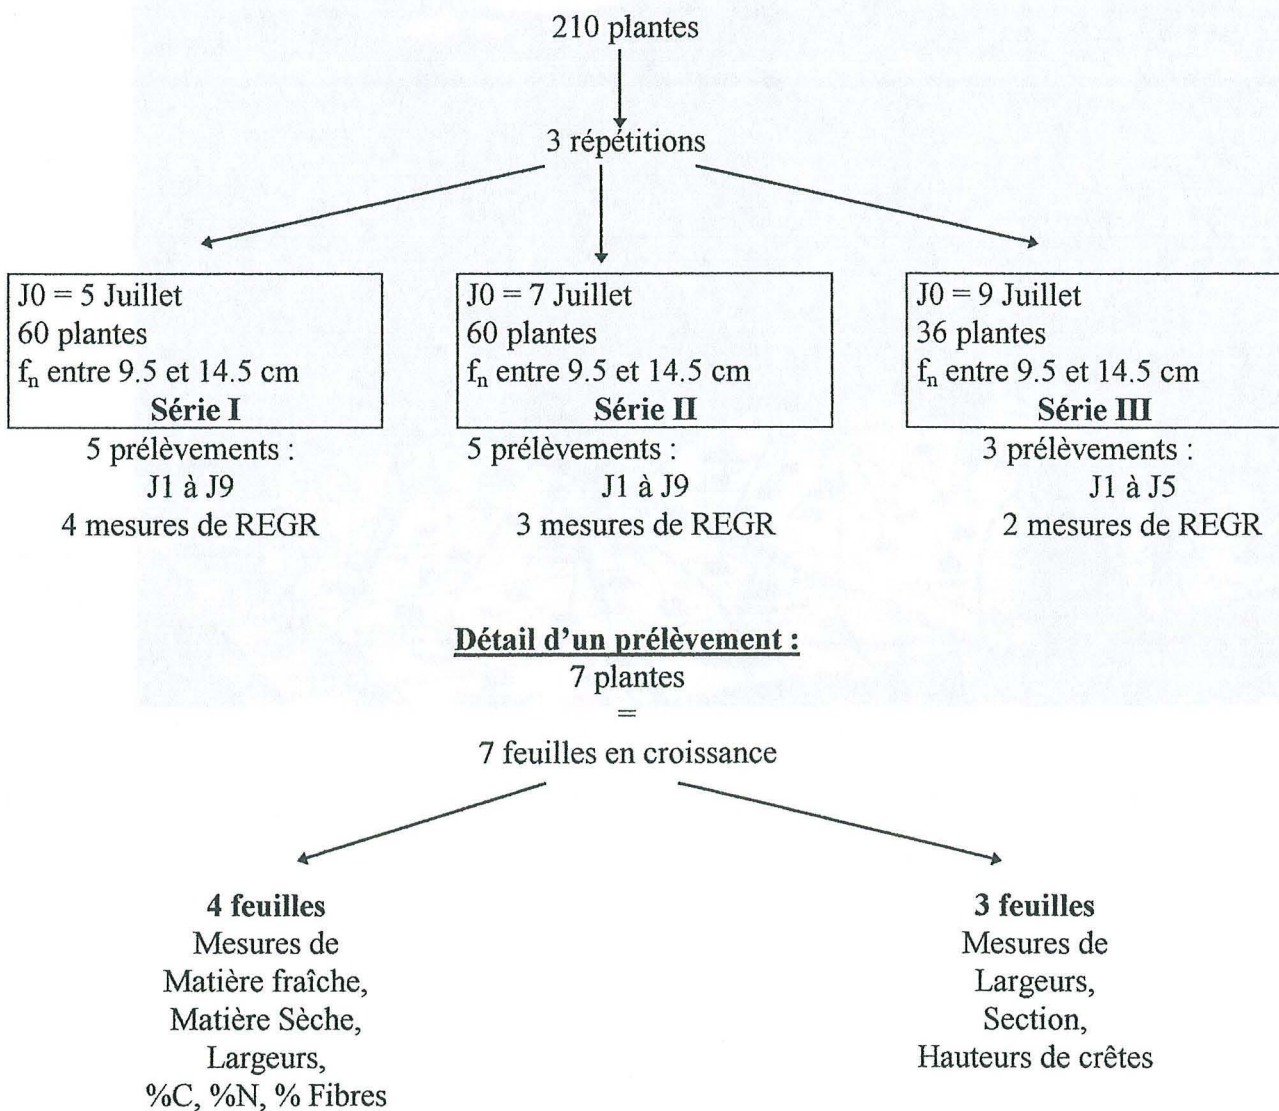 210 plantes
3 répétitions
J0 = 5 Juillet
60 plantes
fn entre 9.5 et 14.5 cm
Série I
5 prélèvements :
J1 à J9
4 mesures de REGR
J0 = 7 Juillet
60 plantes
fn entre 9.5 et 14.5 cm
Série II
5 prélèvements :
J1 à J9
3 mesures de REGR
J0 = 9 Juillet
36 plantes
fn entre 9.5 et 14.5 cm
Série III
3 prélèvements :
J1 à J5
2 mesures de REGR
Détail d'un prélèvement :
7 plantes
=
7 feuilles en croissance
4 feuilles
Mesures de
Matière fraîche,
Matière Sèche,
Largeurs,
%C, %N, % Fibres
3 feuilles
Mesures de
Largeurs,
Section,
Hauteurs de crêtes